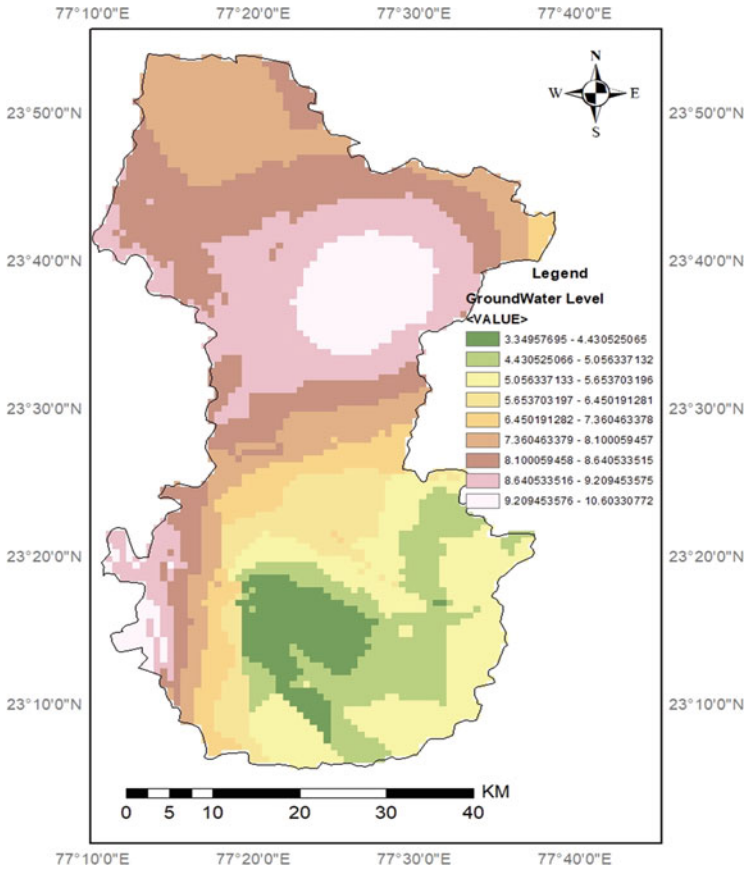 77°10'0"E 77°20'0"E 77°30'0"E 77°40'0"E
N
W E
S
23°50'0"N 23°50'0"N
23°40'0"N 23°40'0"N
Legend
GroundWater Level
<VALUE>
3.34957695 - 4.430525065
4.430525066 - 5.056337132
5.056337133 - 5.653703196
5.653703197 - 6.450191281
6.450191282 - 7.360463378
7.360463379 - 8.100059457
8.100059458 - 8.640533515
8.640533516 - 9.209453575
9.209453576 - 10.60330772
23°30'0"N 23°30'0"N
23°20'0"N 23°20'0"N
23°10'0"N 23°10'0"N
KM
0 5 10 20 30 40
77°10'0"E 77°20'0"E 77°30'0"E 77°40'0"E